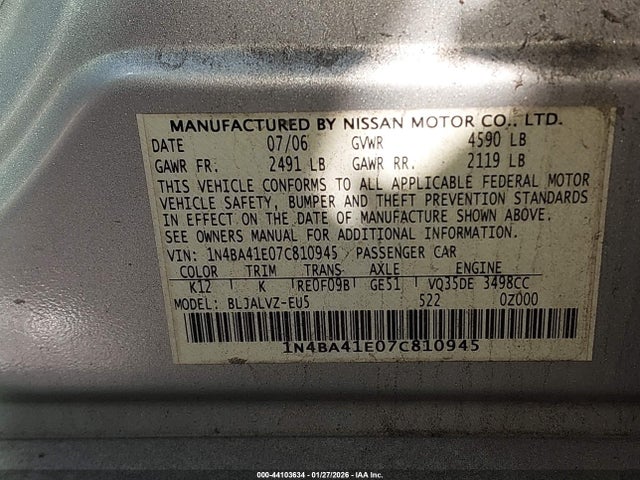 MANUFACTURED BY NISSAN MOTOR CO., LTD.
DATE 07/06 GVWR 4590 LB
GAWR FR. 2491 LB GAWR RR. 2119 LB
THIS VEHICLE CONFORMS TO ALL APPLICABLE FEDERAL MOTOR
VEHICLE SAFETY, BUMPER AND THEFT PREVENTION STANDARDS
IN EFFECT ON THE DATE OF MANUFACTURE SHOWN ABOVE.
SEE OWNERS MANUAL FOR ADDITIONAL INFORMATION.
VIN: 1N4BA41E07C810945 / PASSENGER CAR
COLOR TRIM TRANS AXLE ENGINE
K12 K RE0F09B GE51 VQ35DE 3498CC
MODEL: BLJALVZ-EU5 522 0Z000
1N4BA41E07C810945
000-44103634 - 01/27/2026 - IAA Inc.